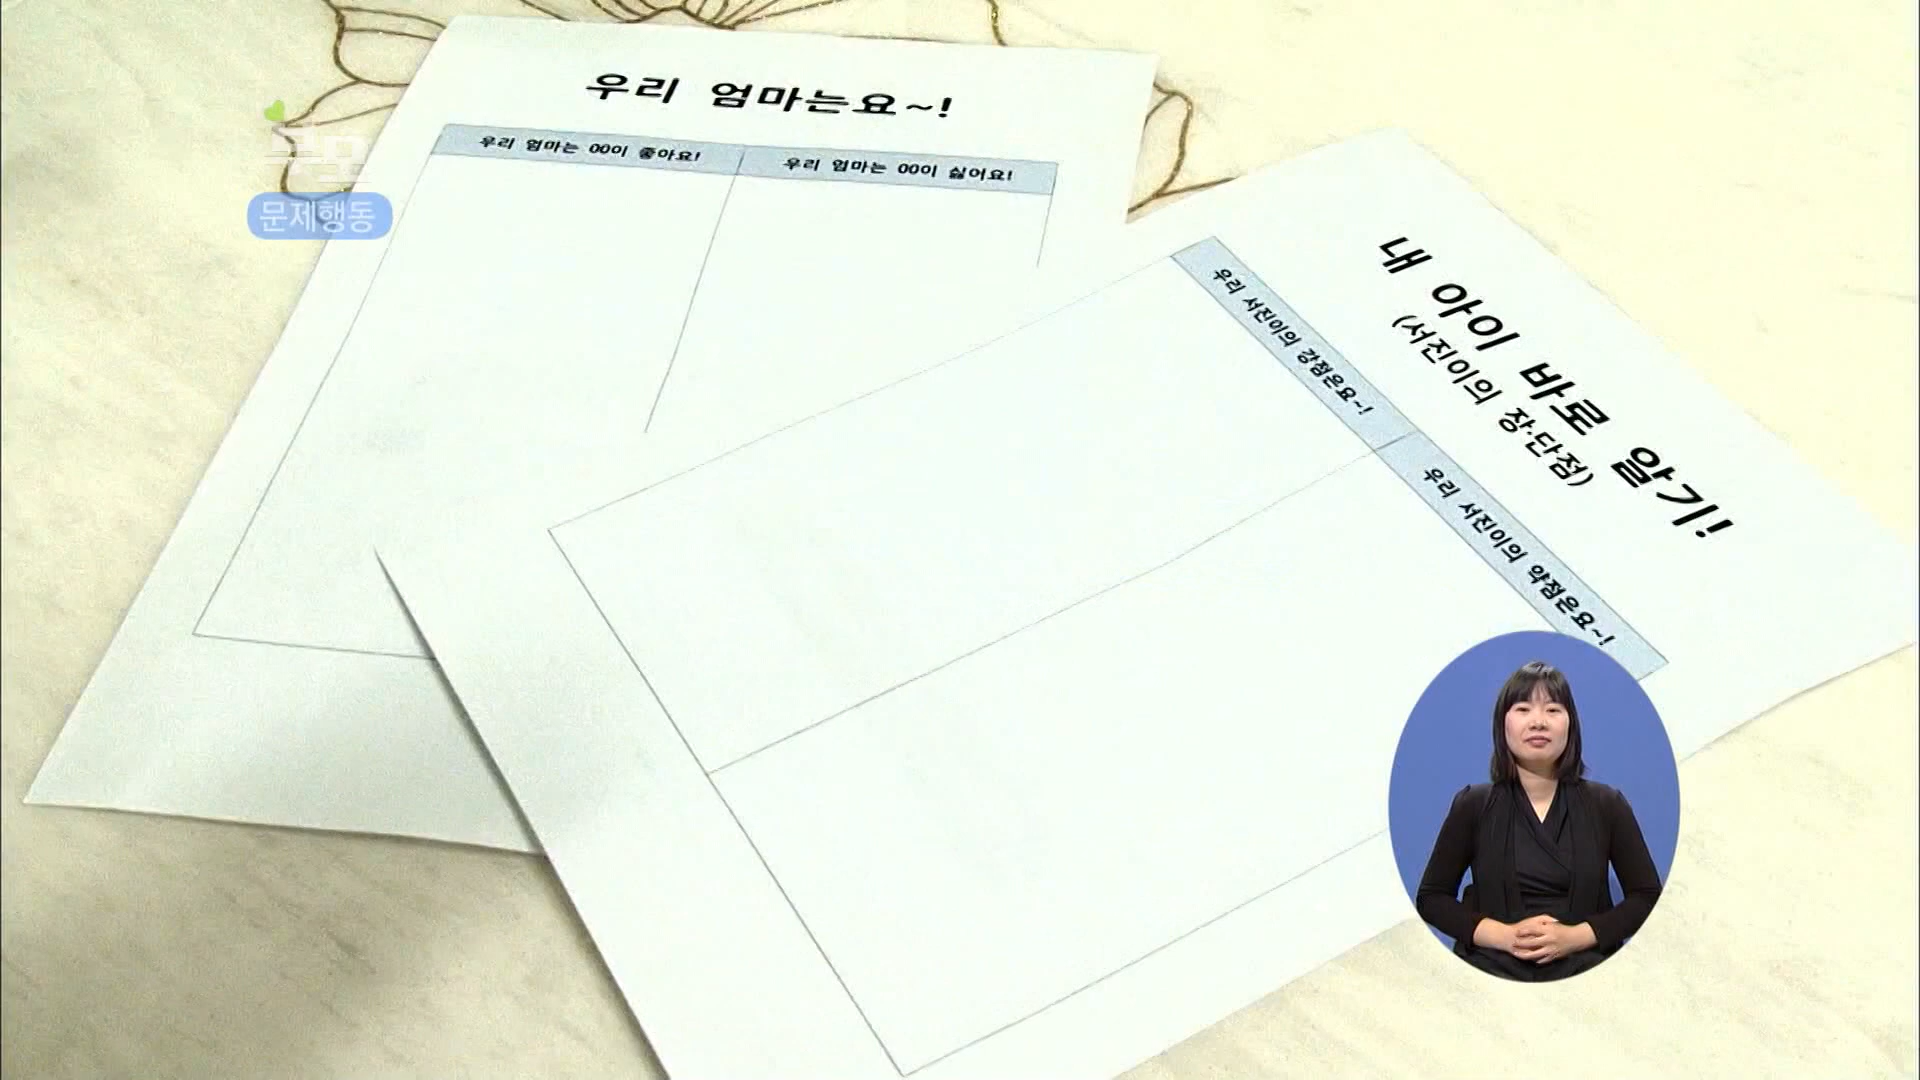 우리 엄마는요~!
우리 엄마는 00이 좋아요!
우리 엄마는 00이 싫어요!
부모
문제행동
내 아이 바로 알기!
(서진이의 장·단점)
우리 서진이의 강점은요~!
우리 서진이의 약점은요~!